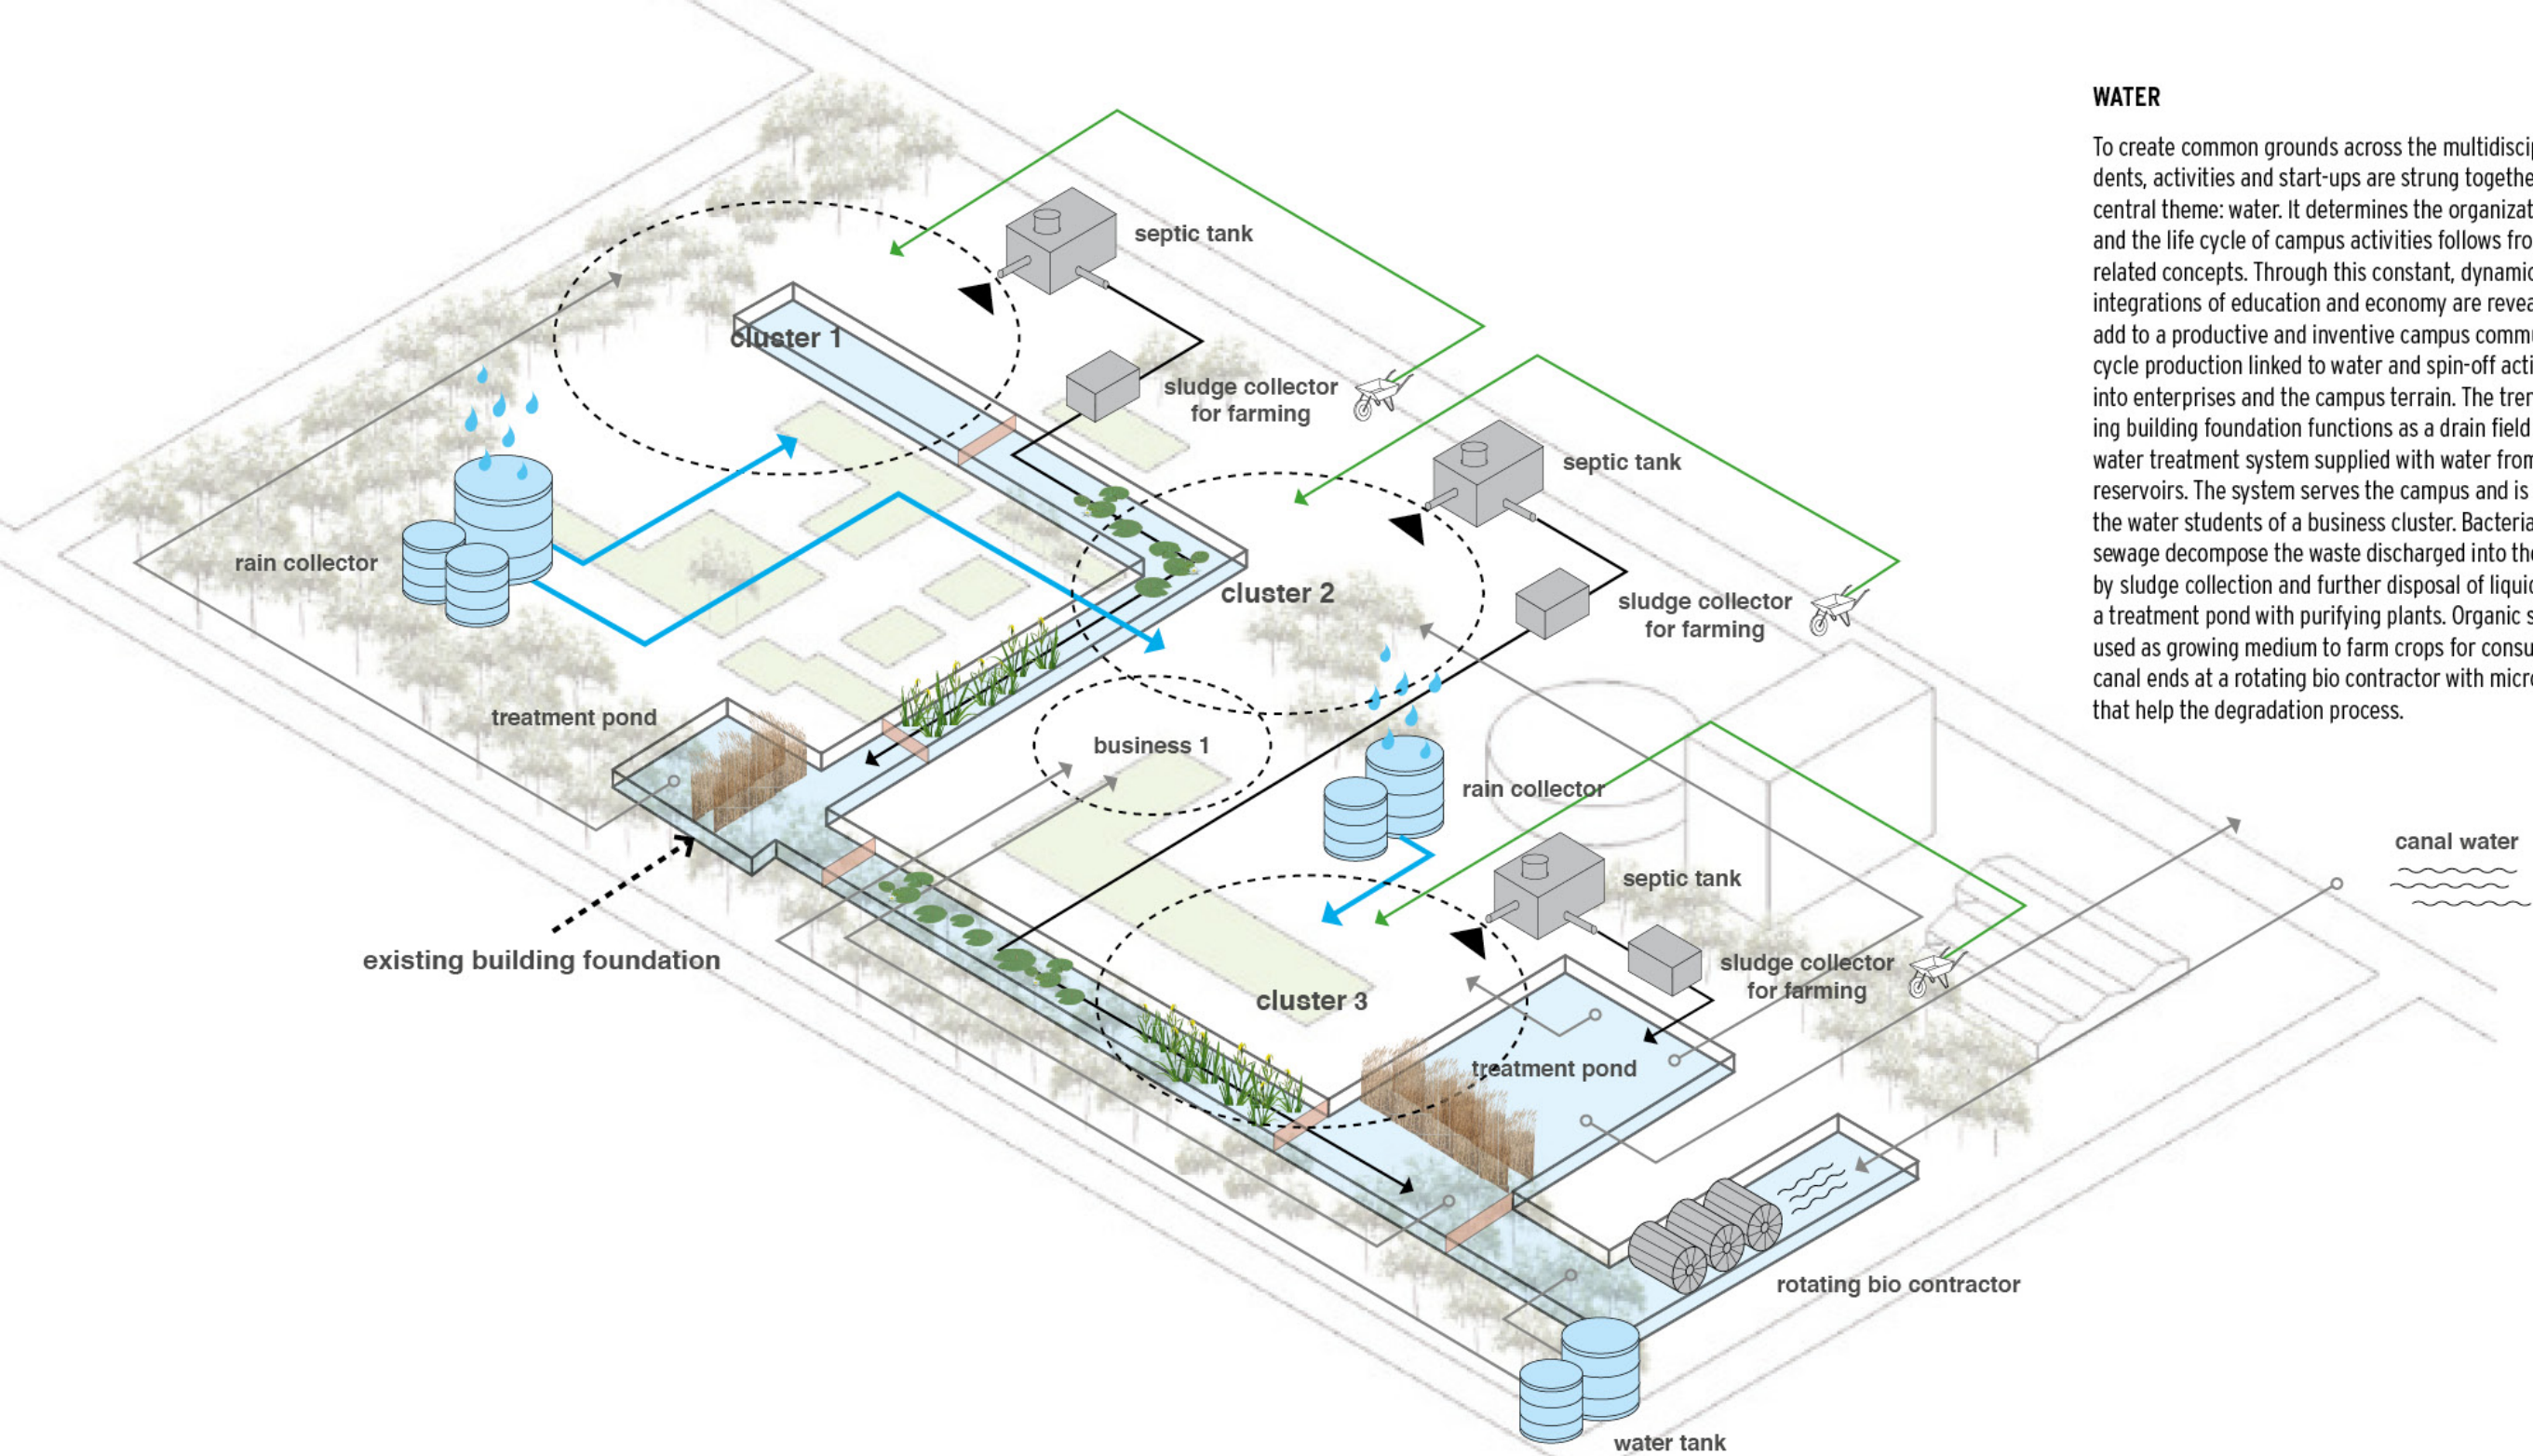 WATER
To create common grounds across the multidiscip
dents, activities and start-ups are strung togethe
central theme: water. It determines the organizat
and the life cycle of campus activities follows fro
related concepts. Through this constant, dynamic
integrations of education and economy are revea
add to a productive and inventive campus commu
cycle production linked to water and spin-off acti
into enterprises and the campus terrain. The tren
ing building foundation functions as a drain field
water treatment system supplied with water from
reservoirs. The system serves the campus and is
the water students of a business cluster. Bacteria
sewage decompose the waste discharged into the
by sludge collection and further disposal of liquid
a treatment pond with purifying plants. Organic s
used as growing medium to farm crops for consu
canal ends at a rotating bio contractor with micro
that help the degradation process.
septic tank
cluster 1
sludge collector
for farming
septic tank
rain collector
cluster 2
sludge collector
for farming
treatment pond
business 1
rain collector
canal water
septic tank
existing building foundation
sludge collector
for farming
cluster 3
treatment pond
rotating bio contractor
water tank